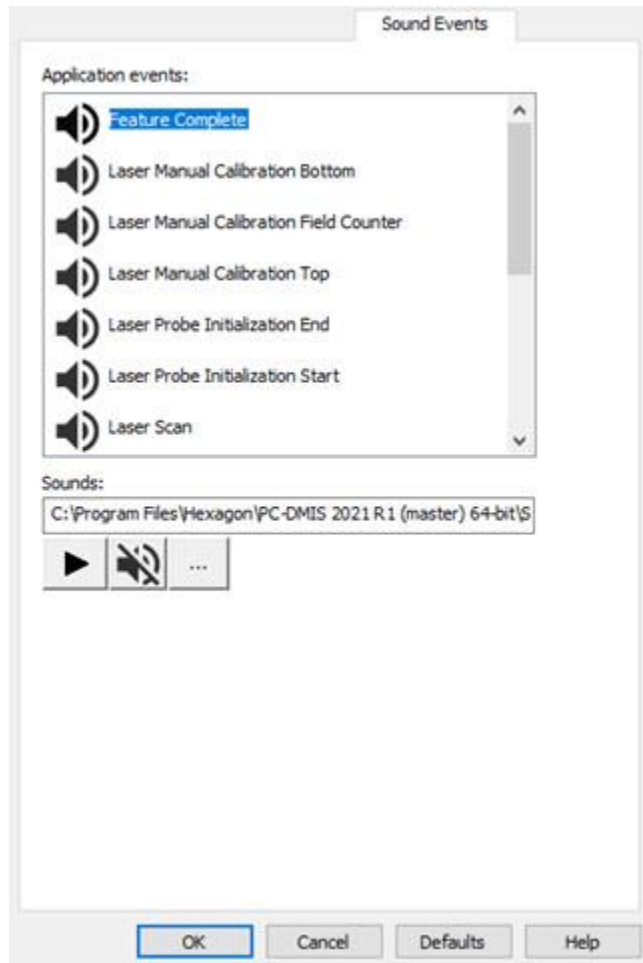 Sound Events
Application events:
Feature Complete
Laser Manual Calibration Bottom
Laser Manual Calibration Field Counter
Laser Manual Calibration Top
Laser Probe Initialization End
Laser Probe Initialization Start
Laser Scan
Sounds:
C:\Program Files\Hexagon\PC-DMIS 2021 R1 (master) 64-bit\S
...
OK Cancel Defaults Help